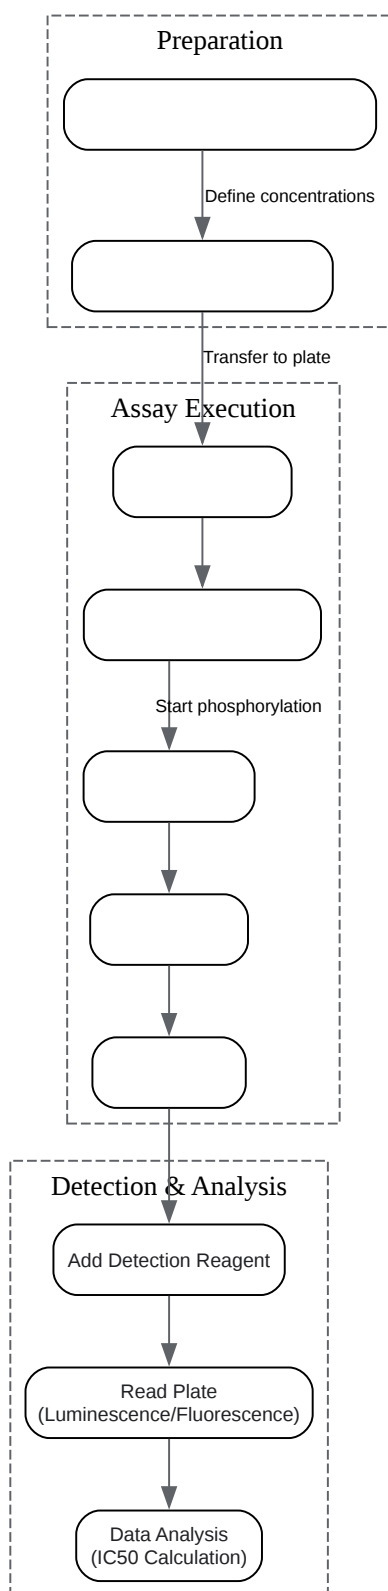 Preparation
Define concentrations
Transfer to plate
Assay Execution
Start phosphorylation
Detection & Analysis
Add Detection Reagent
Read Plate
(Luminescence/Fluorescence)
Data Analysis
(IC50 Calculation)